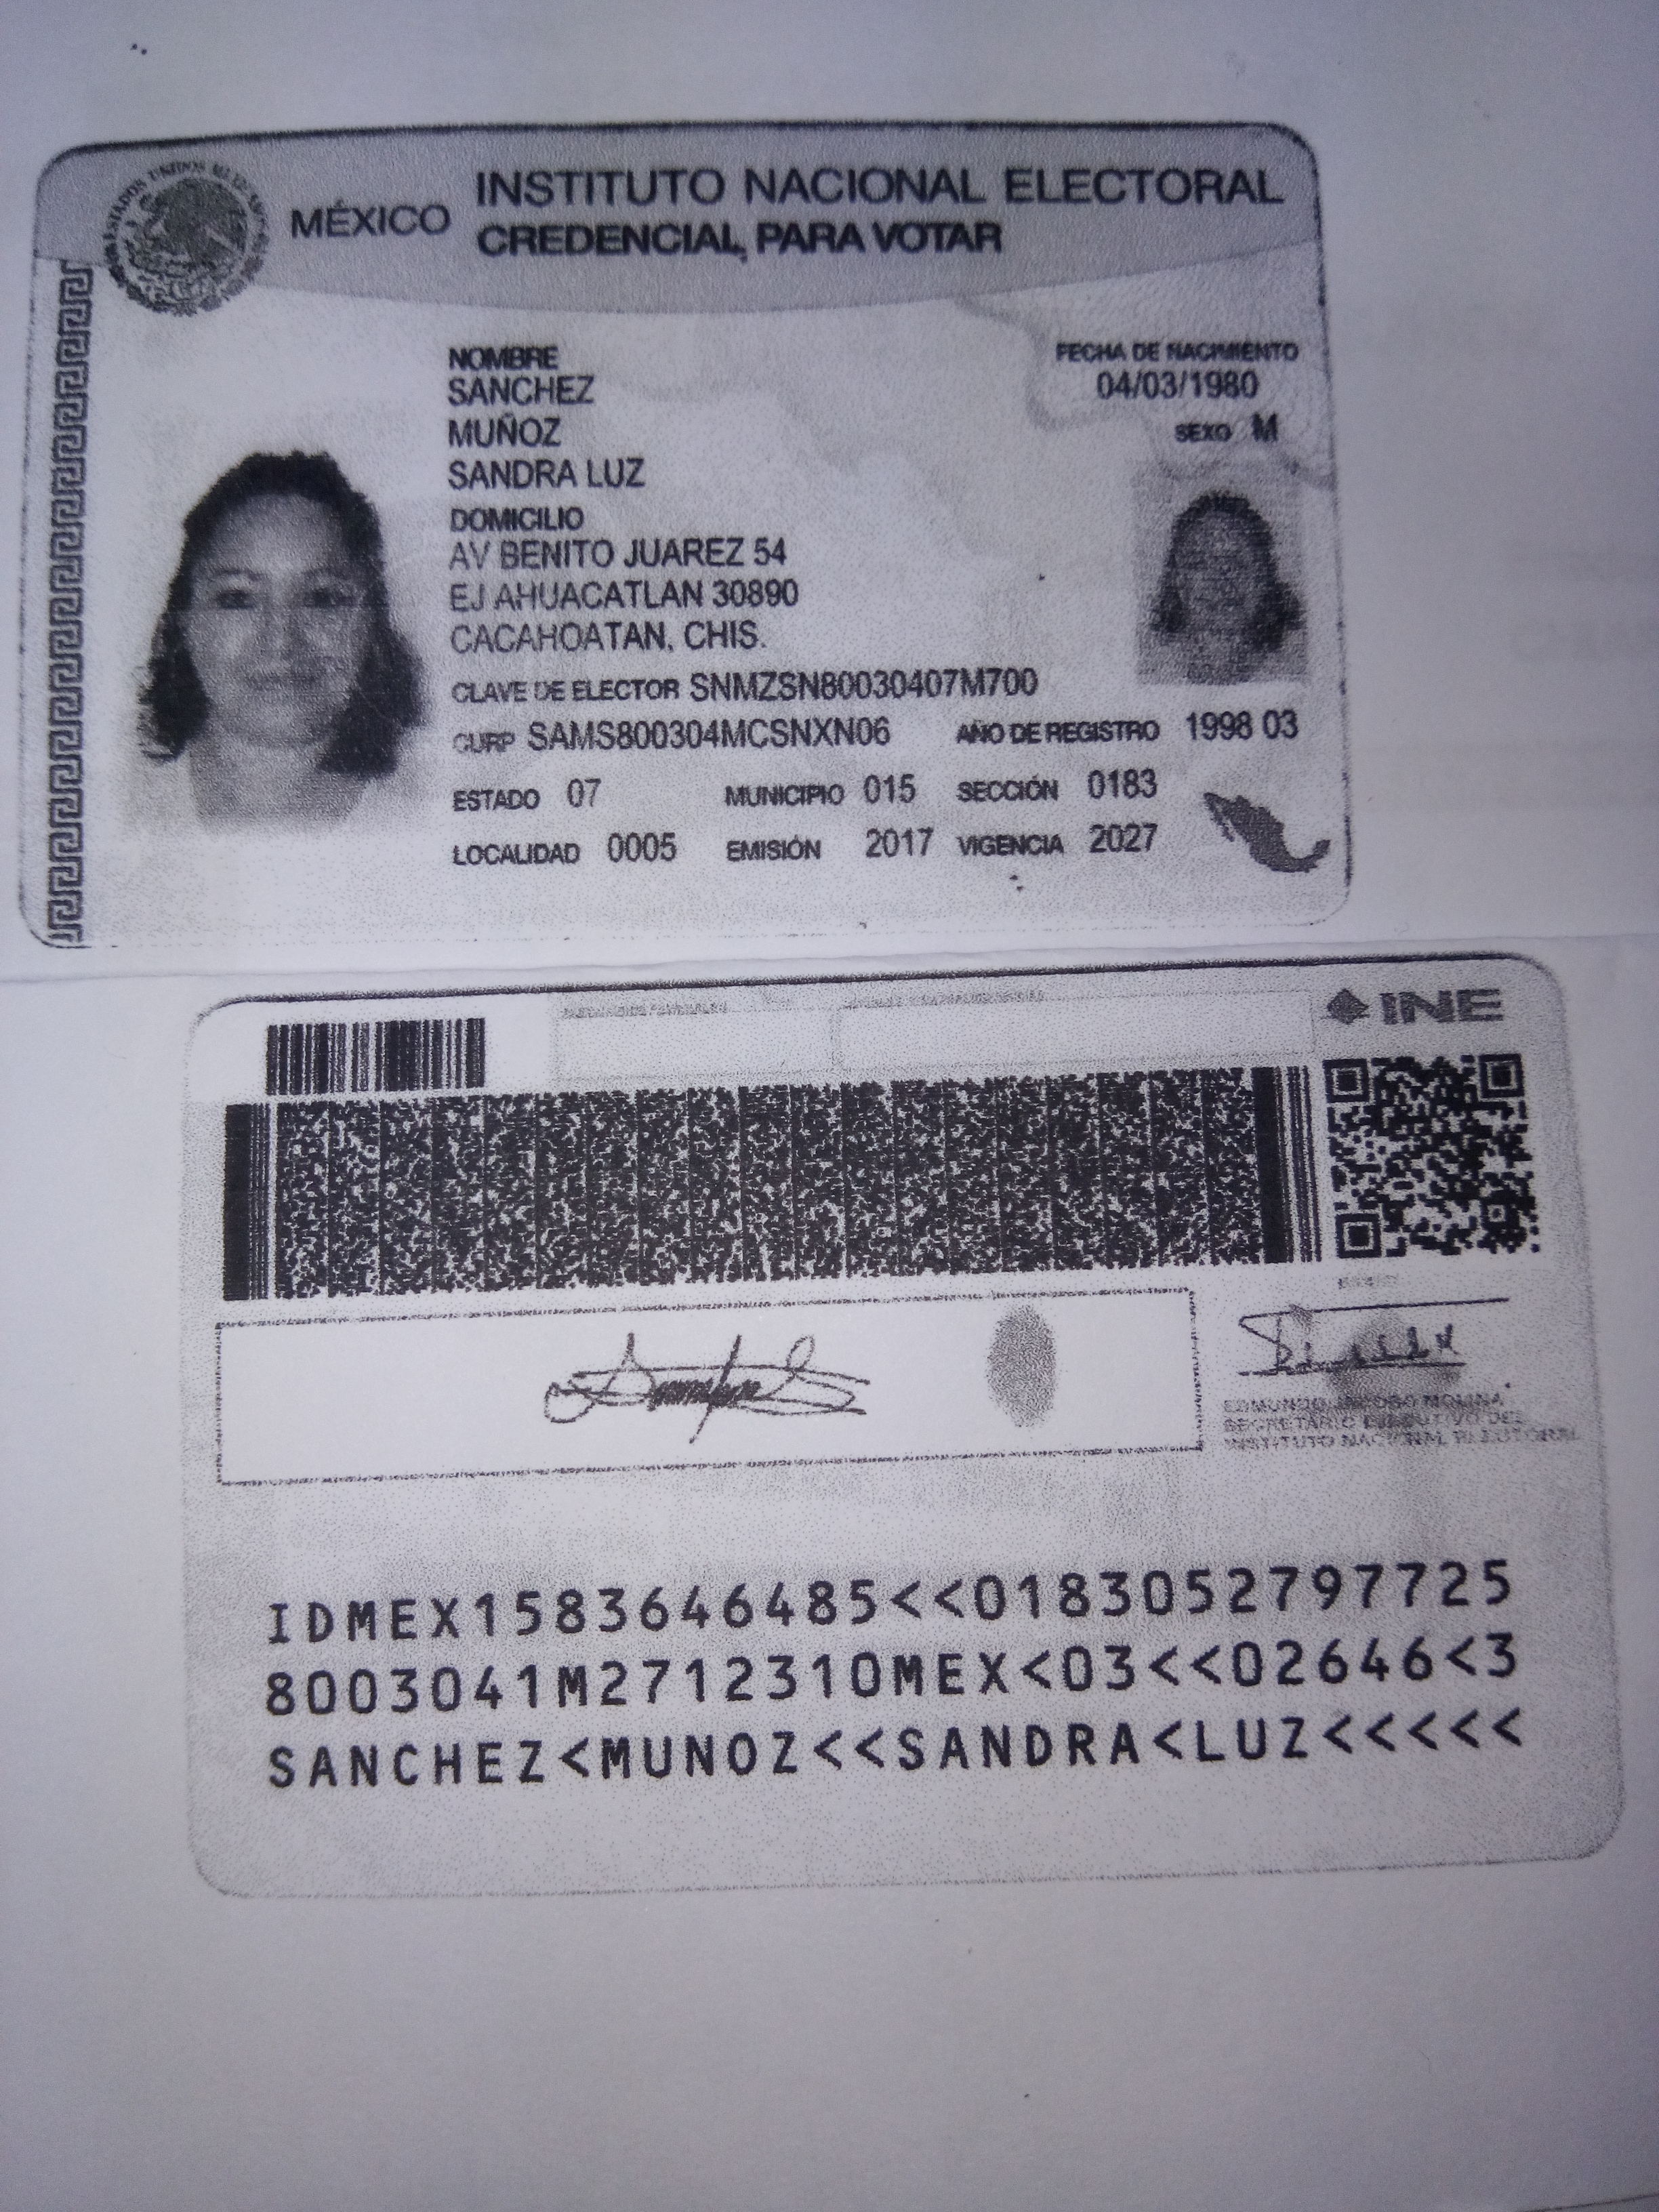 MÉXICO INSTITUTO NACIONAL ELECTORAL
CREDENCIAL PARA VOTAR
NOMBRE
SANCHEZ
MUÑOZ
SANDRA LUZ
FECHA DE NACIMIENTO
04/03/1980
SEXO M
DOMICILIO
AV BENITO JUAREZ 54
EJ AHUACATLAN 30890
CACAHOATAN, CHIS.
CLAVE DE ELECTOR SNMZSN80030407M700
CURP SAMS800304MCSNXN06 AÑO DE REGISTRO 1998 03
ESTADO 07 MUNICIPIO 015 SECCIÓN 0183
LOCALIDAD 0005 EMISIÓN 2017 VIGENCIA 2027
INE
EDMUNDO JACOBO MOLINA
SECRETARIO EJECUTIVO DEL
INSTITUTO NACIONAL ELECTORAL
IDMEX1583646485<<0183052797725
8003041M2712310MEX<03<<02646<3
SANCHEZ<MUNOZ<<SANDRA<LUZ<<<<<